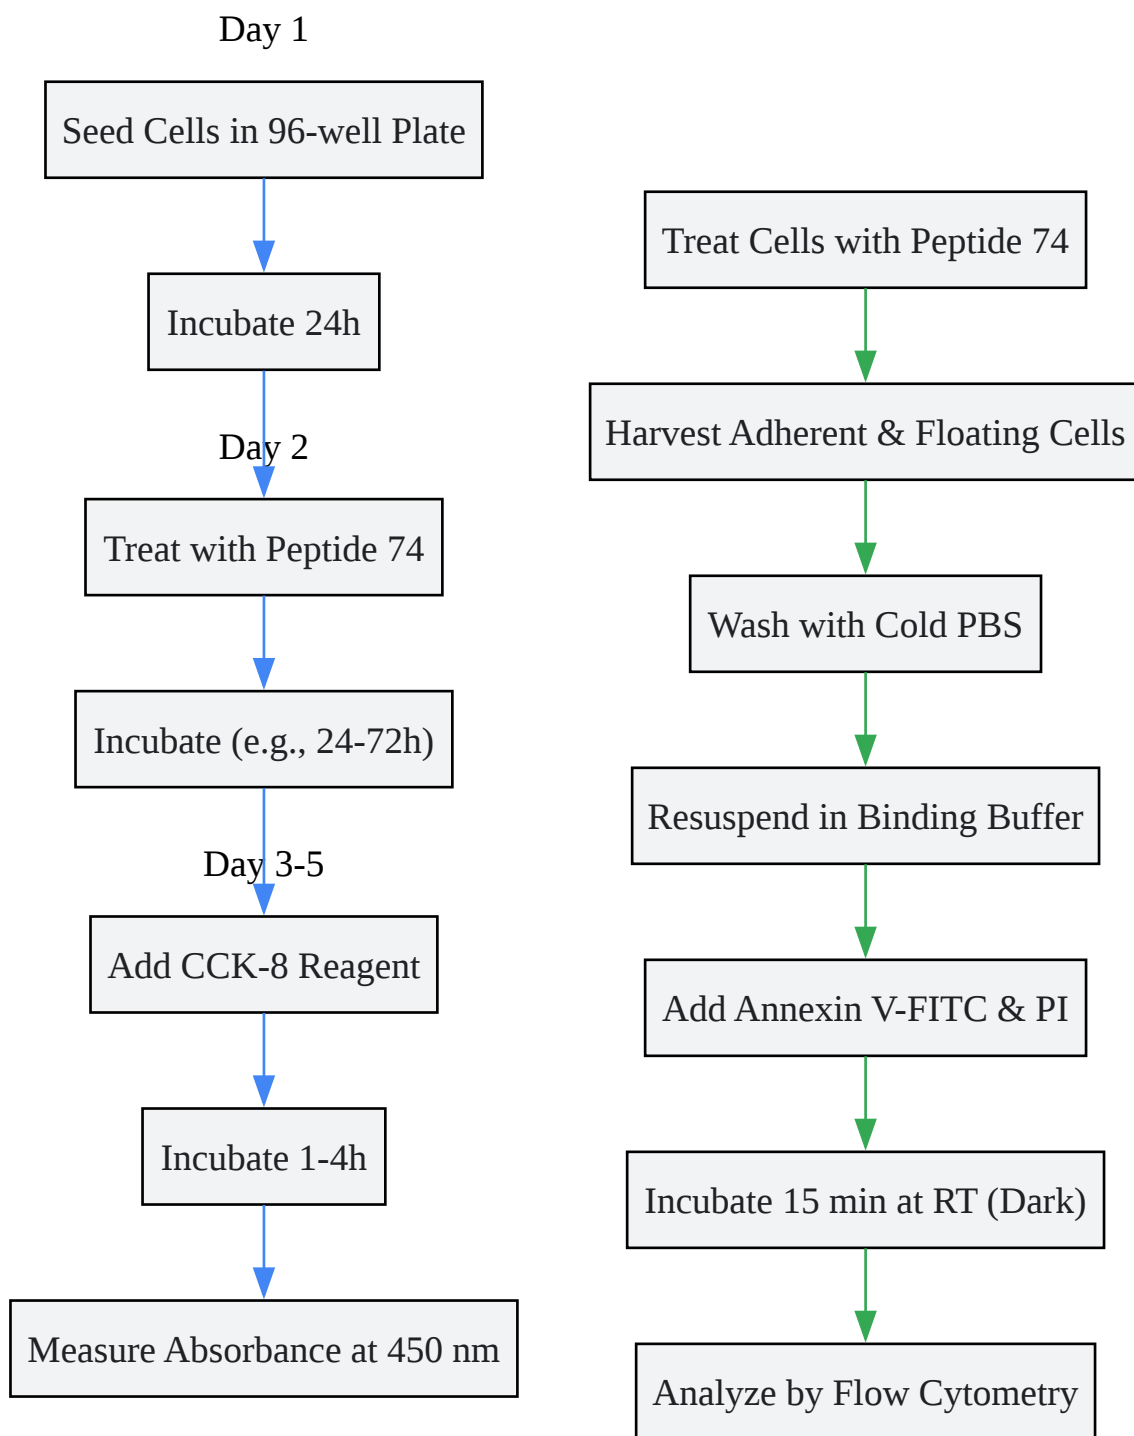 Day 1
Seed Cells in 96-well Plate
Incubate 24h
Day 2
Treat with Peptide 74
Incubate (e.g., 24-72h)
Day 3-5
Add CCK-8 Reagent
Incubate 1-4h
Measure Absorbance at 450 nm
Treat Cells with Peptide 74
Harvest Adherent & Floating Cells
Wash with Cold PBS
Resuspend in Binding Buffer
Add Annexin V-FITC & PI
Incubate 15 min at RT (Dark)
Analyze by Flow Cytometry